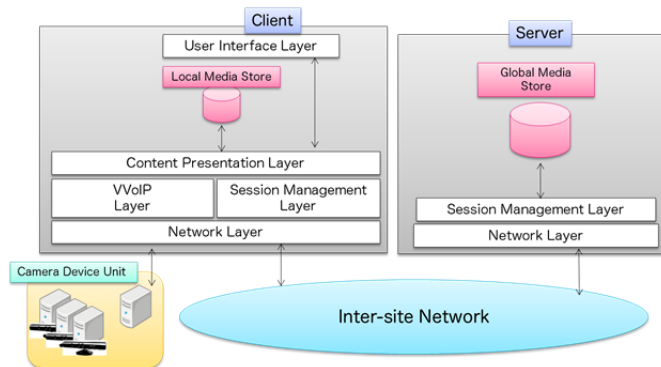 Client
User Interface Layer
Local Media Store
Content Presentation Layer
VVoIP
Layer
Session Management
Layer
Network Layer
Camera Device Unit
Server
Global Media
Store
Session Management Layer
Network Layer
Inter-site Network